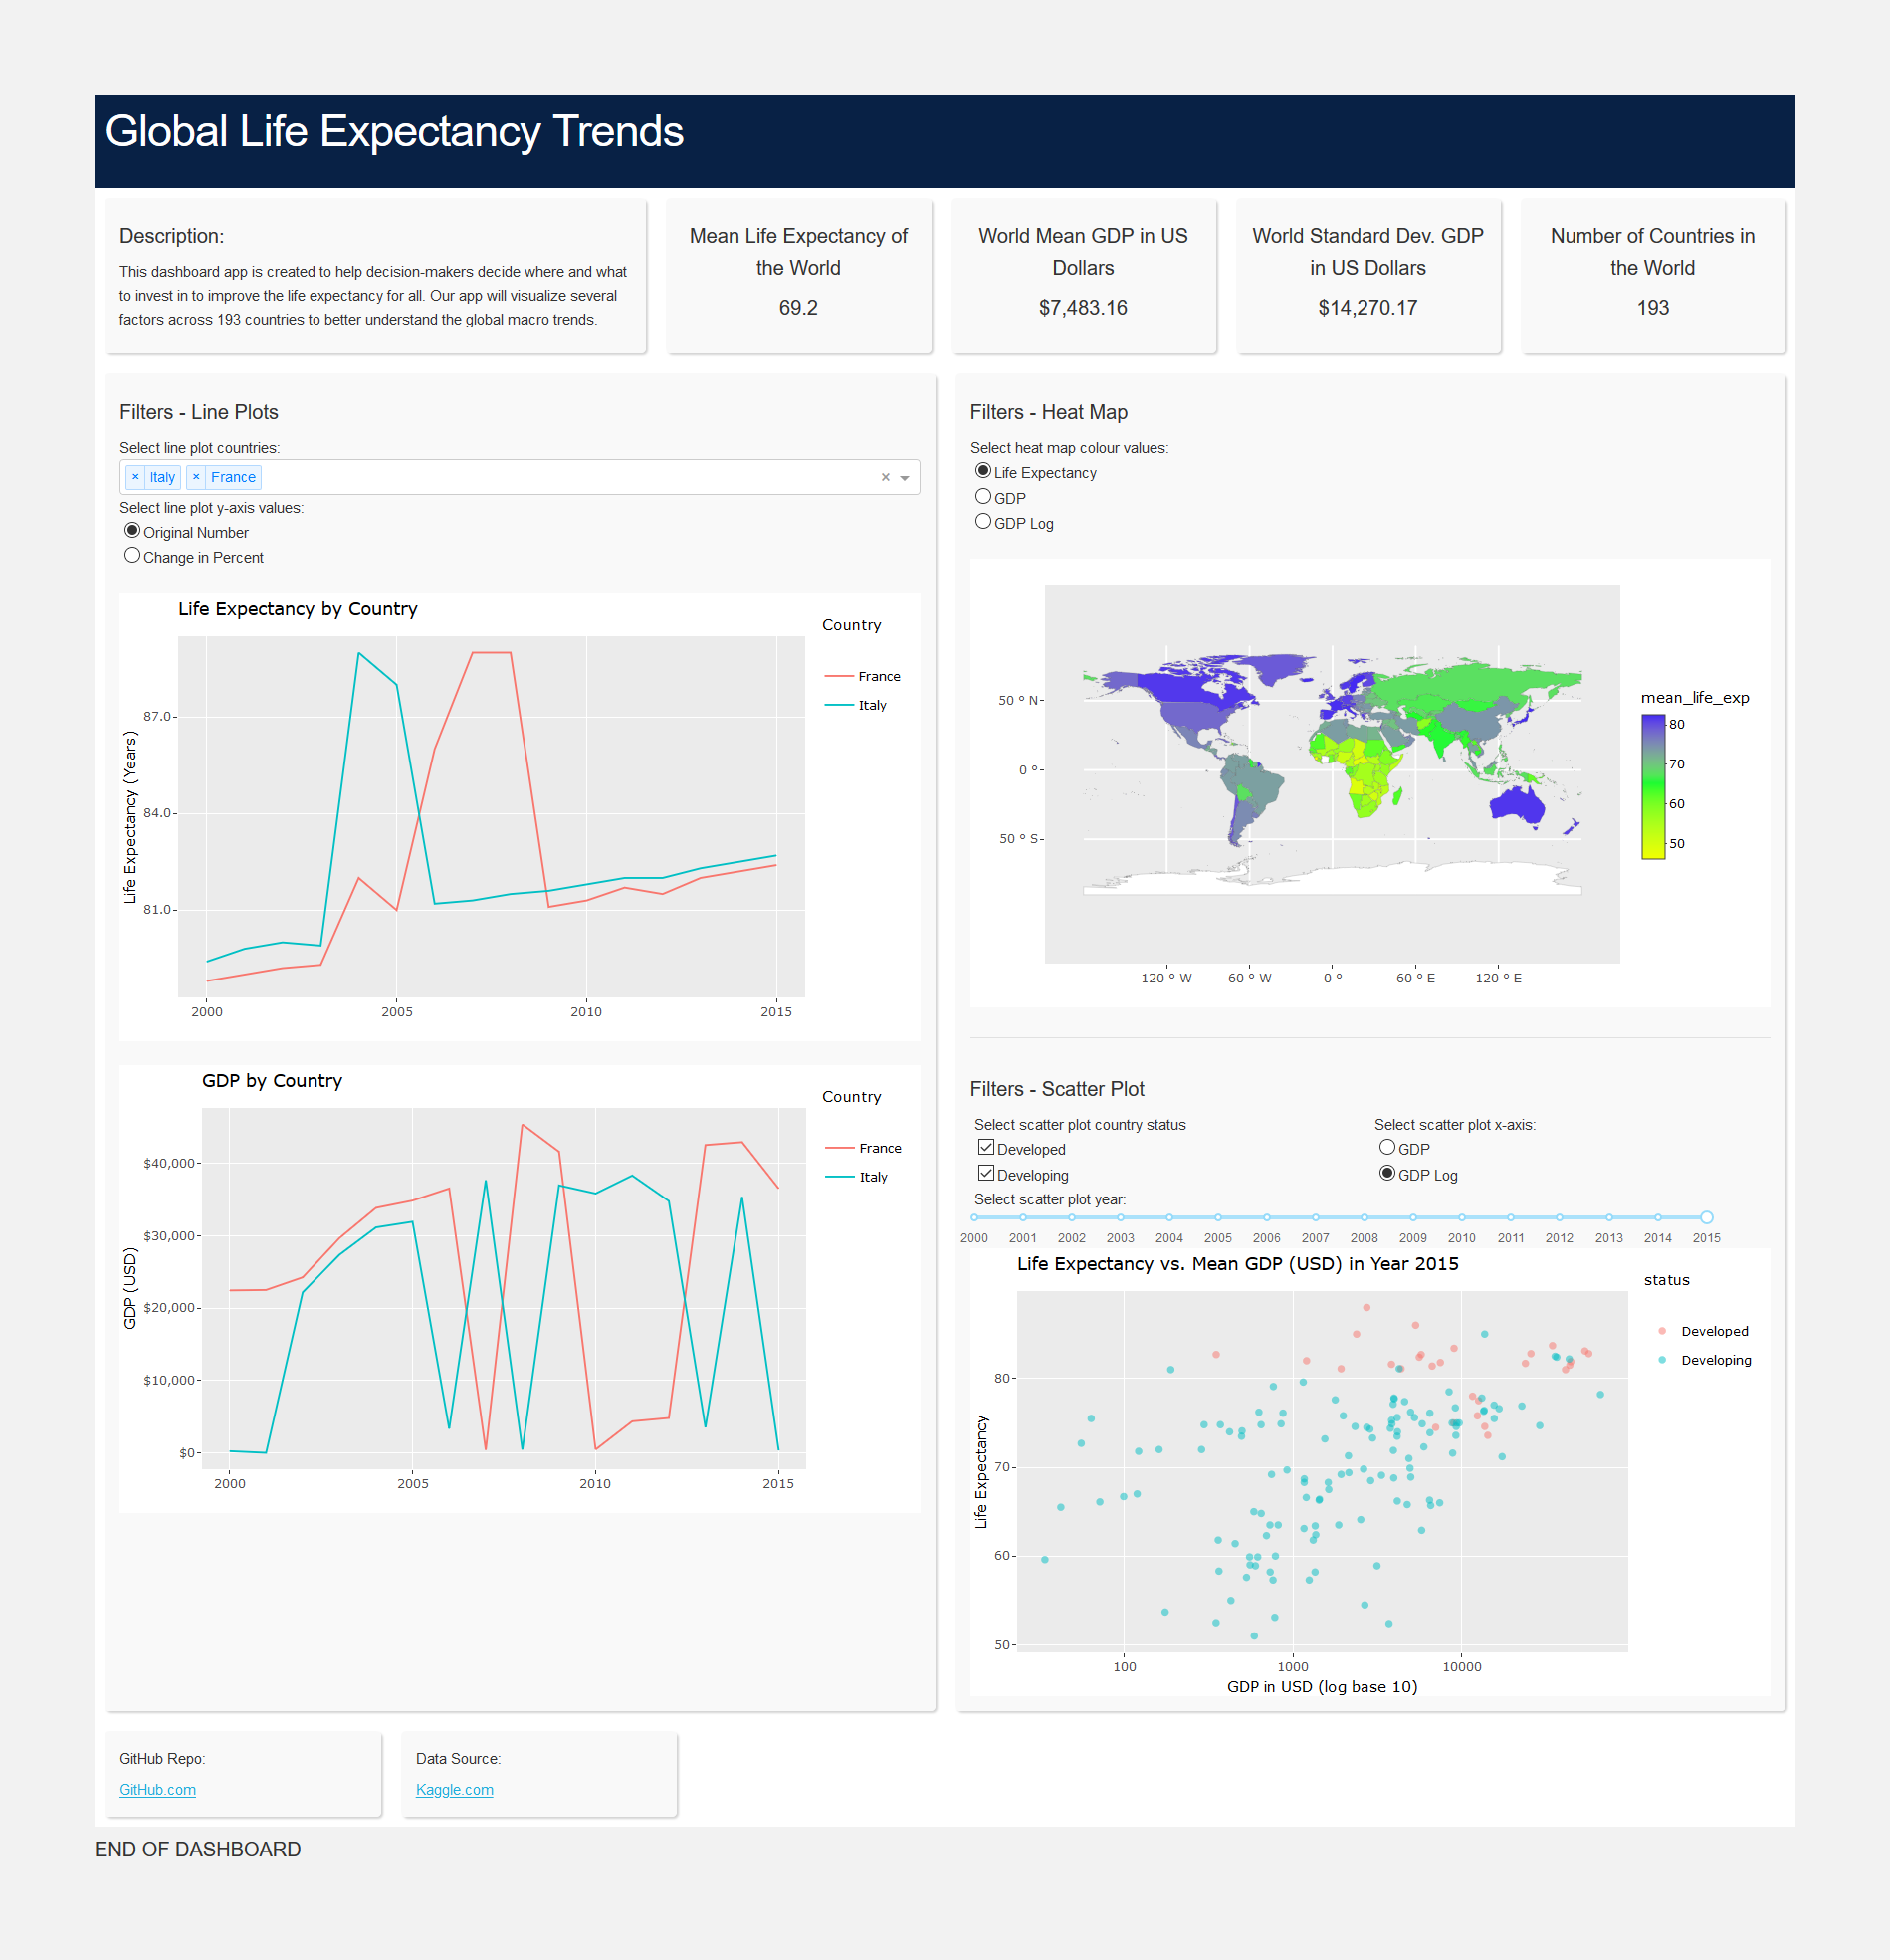 Global Life Expectancy Trends
Description:
This dashboard app is created to help decision-makers decide where and what
to invest in to improve the life expectancy for all. Our app will visualize several
factors across 193 countries to better understand the global macro trends.
Mean Life Expectancy of
the World
69.2
World Mean GDP in US
Dollars
$7,483.16
World Standard Dev. GDP
in US Dollars
$14,270.17
Number of Countries in
the World
193
Filters - Line Plots
Select line plot countries:
× Italy × France
Select line plot y-axis values:
Original Number
Change in Percent
Life Expectancy by Country
Life Expectancy (Years)
87.0
84.0
81.0
2000 2005 2010 2015
Country
France
Italy
GDP by Country
GDP (USD)
$40,000
$30,000
$20,000
$10,000
$0
2000 2005 2010 2015
Country
France
Italy
Filters - Heat Map
Select heat map colour values:
Life Expectancy
GDP
GDP Log
50 ° N
0 °
50 ° S
120 ° W 60 ° W 0 ° 60 ° E 120 ° E
mean_life_exp
80
70
60
50
Filters - Scatter Plot
Select scatter plot country status
Developed
Developing
Select scatter plot x-axis:
GDP
GDP Log
Select scatter plot year:
2000 2001 2002 2003 2004 2005 2006 2007 2008 2009 2010 2011 2012 2013 2014 2015
Life Expectancy vs. Mean GDP (USD) in Year 2015
Life Expectancy
80
70
60
50
100 1000 10000
GDP in USD (log base 10)
status
Developed
Developing
GitHub Repo:
GitHub.com
Data Source:
Kaggle.com
END OF DASHBOARD